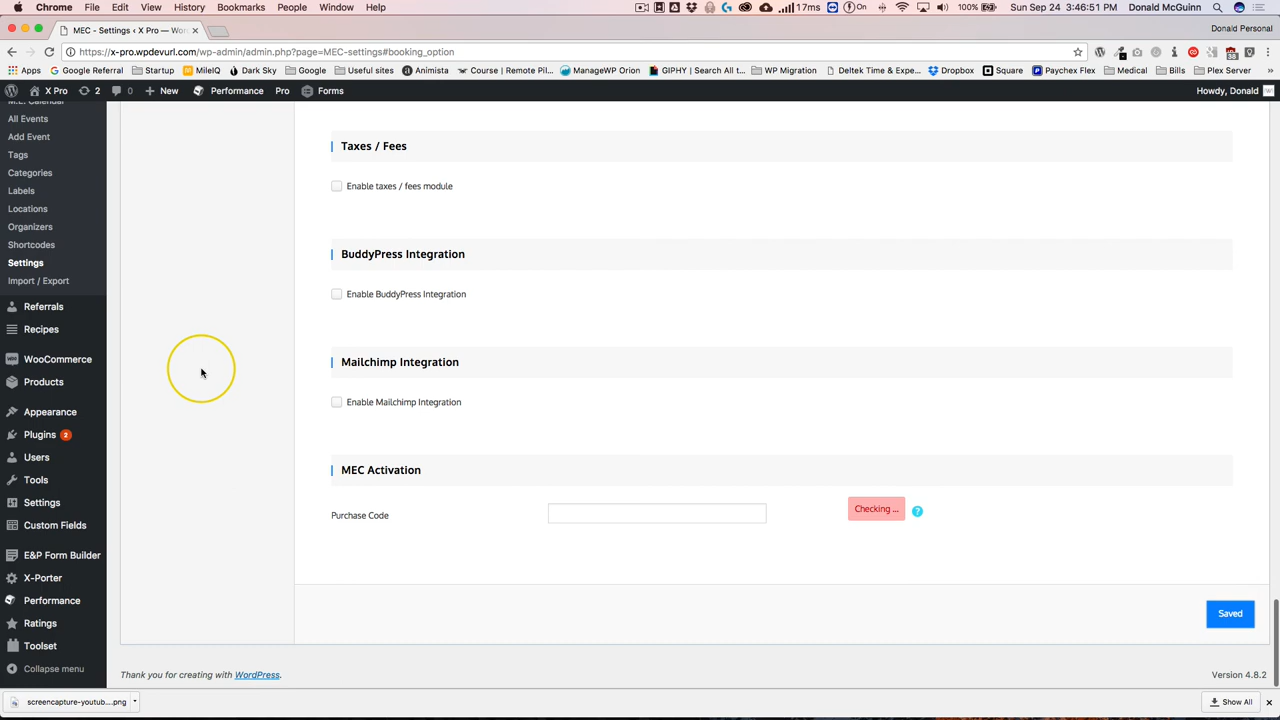 Chrome File Edit View History Bookmarks People Window Help
17ms On 100% Sun Sep 24 3:46:51 PM Donald McGuinn
MEC - Settings ‹ X Pro — Wor
Donald Personal
https://x-pro.wpdevurl.com/wp-admin/admin.php?page=MEC-settings#booking_option
Apps Google Referral Startup MileIQ Dark Sky Google Useful sites Animista Course | Remote Pil... ManageWP Orion GIPHY | Search All t... WP Migration Deltek Time & Expe... Dropbox Square Paychex Flex Medical Bills Plex Server
X Pro 2 0 New Performance Pro Forms Howdy, Donald
M.E. Calendar
All Events
Add Event
Tags
Categories
Labels
Locations
Organizers
Shortcodes
Settings
Import / Export
Referrals
Recipes
WooCommerce
Products
Appearance
Plugins 2
Users
Tools
Settings
Custom Fields
E&P Form Builder
X-Porter
Performance
Ratings
Toolset
Collapse menu
Taxes / Fees
Enable taxes / fees module
BuddyPress Integration
Enable BuddyPress Integration
Mailchimp Integration
Enable Mailchimp Integration
MEC Activation
Purchase Code Checking ... ?
Saved
Thank you for creating with WordPress. Version 4.8.2
screencapture-youtub....png Show All